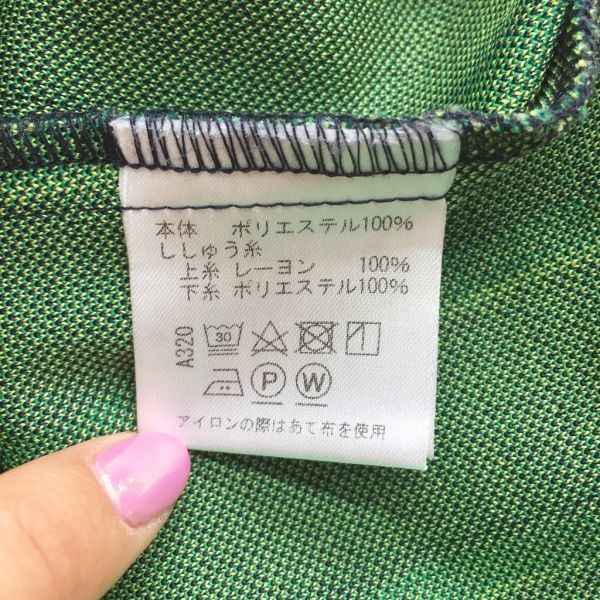 本体 ポリエステル100%
ししゅう糸
上糸 レーヨン 100%
下糸 ポリエステル100%
A320
30
P W
アイロンの際はあて布を使用